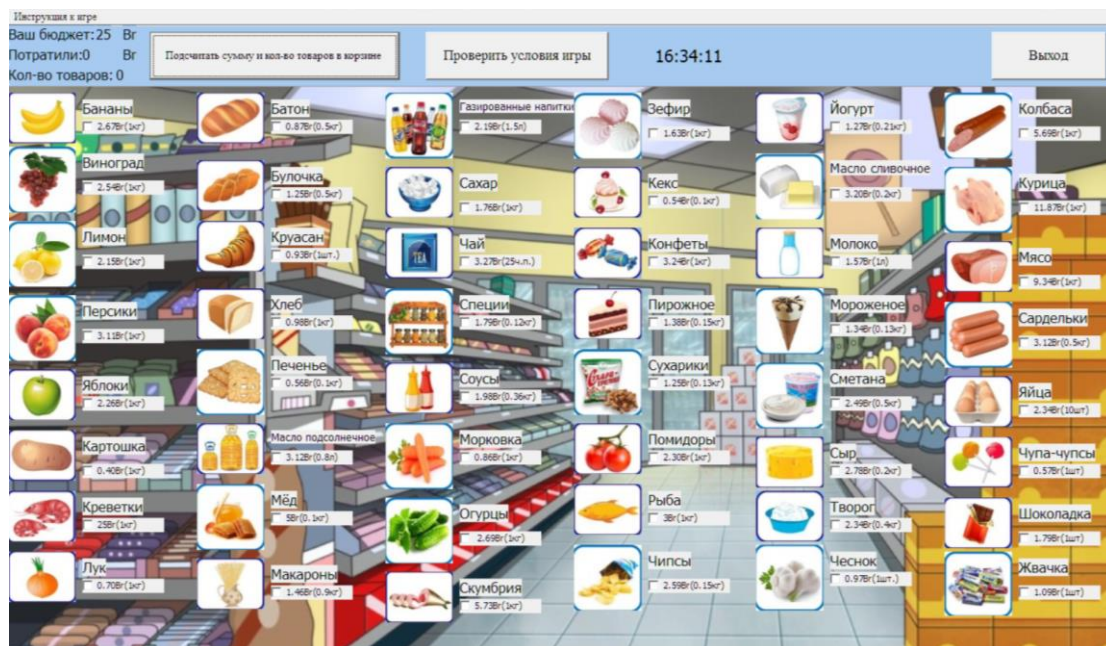 Инструкция к игре
Ваш бюджет:25 Br
Потратили:0 Br
Кол-во товаров: 0
Подсчитать сумму и кол-во товаров в корзине
Проверить условия игры
16:34:11
Выход
Бананы
2.67Br(1кг)
Виноград
2.54Br(1кг)
Лимон
2.15Br(1кг)
Персики
3.11Br(1кг)
Яблоки
2.26Br(1кг)
Картошка
0.40Br(1кг)
Креветки
25Br(1кг)
Лук
0.70Br(1кг)
Батон
0.87Br(0.5кг)
Булочка
1.25Br(0.5кг)
Круасан
0.93Br(1шт.)
Хлеб
0.98Br(1кг)
Печенье
0.56Br(0.1кг)
Масло подсолнечное
3.12Br(0.8л)
Мёд
5Br(0.1кг)
Макароны
1.46Br(0.9кг)
Газированные напитки
2.19Br(1.5л)
Сахар
1.76Br(1кг)
Чай
TEA
3.27Br(25ч.п.)
Специи
1.79Br(0.12кг)
Соусы
1.98Br(0.36кг)
Морковка
0.86Br(1кг)
Огурцы
2.69Br(1кг)
Скумбрия
5.73Br(1кг)
Зефир
1.63Br(1кг)
Кекс
0.54Br(0.1кг)
Конфеты
3.24Br(1кг)
Пирожное
1.38Br(0.15кг)
Сухарики
1.25Br(0.13кг)
Помидоры
2.30Br(1кг)
Рыба
3Br(1кг)
Чипсы
2.59Br(0.15кг)
Йогурт
1.27Br(0.21кг)
Масло сливочное
3.20Br(0.2кг)
Молоко
1.57Br(1л)
Мороженое
1.34Br(0.13кг)
Сметана
2.49Br(0.5кг)
Сыр
2.78Br(0.2кг)
Творог
2.34Br(0.4кг)
Чеснок
0.97Br(1шт.)
Колбаса
5.69Br(1кг)
Курица
11.87Br(1кг)
Мясо
9.34Br(1кг)
Сардельки
3.12Br(0.5кг)
Яйца
2.34Br(10шт)
Чупа-чупсы
0.57Br(1шт)
Шоколадка
1.79Br(1шт)
Жвачка
1.09Br(1шт)